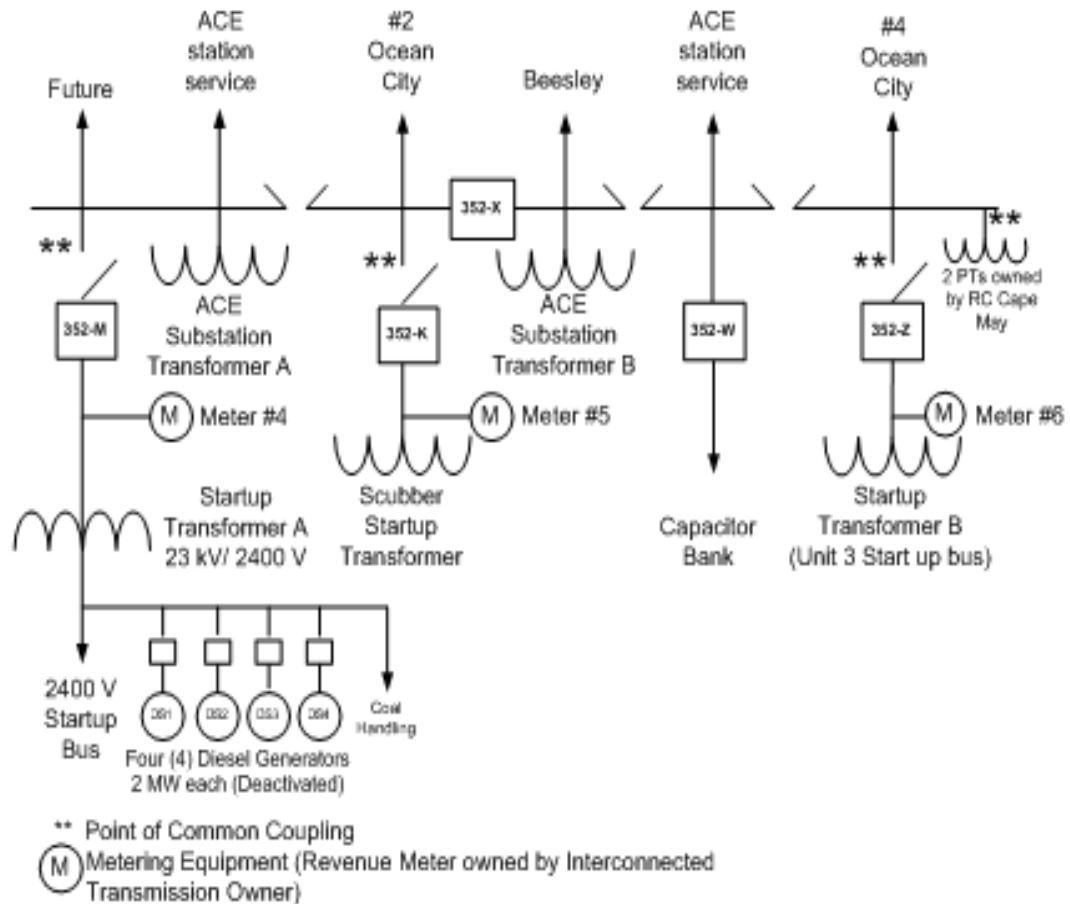 Future
ACE
station
service
#2
Ocean
City
Beesley
ACE
station
service
#4
Ocean
City
352-X
**
**
**
**
352-M
352-K
352-W
352-Z
ACE
Substation
Transformer A
ACE
Substation
Transformer B
2 PTs owned
by RC Cape
May
M Meter #4
M Meter #5
M Meter #6
Startup
Transformer A
23 kV/ 2400 V
Scubber
Startup
Transformer
Capacitor
Bank
Startup
Transformer B
(Unit 3 Start up bus)
2400 V
Startup
Bus
DS1
DS2
DS3
DS4
Coal
Handling
Four (4) Diesel Generators
2 MW each (Deactivated)
** Point of Common Coupling
M Metering Equipment (Revenue Meter owned by Interconnected
Transmission Owner)